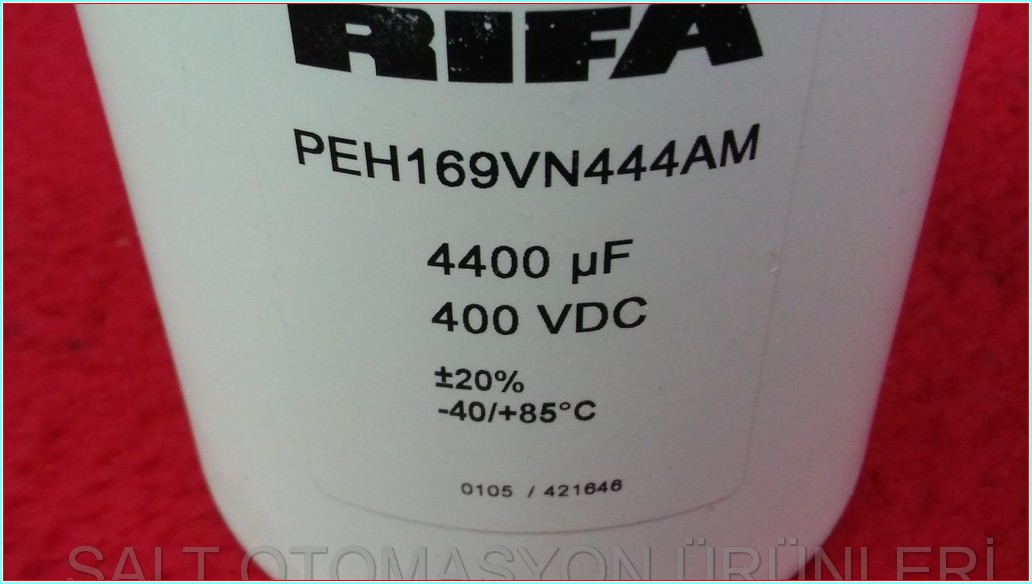 RIFA
PEH169VN444AM
4400 µF
400 VDC
±20%
-40/+85°C
0105 / 421646
SALT OTOMASYON ÜRÜNLERİ